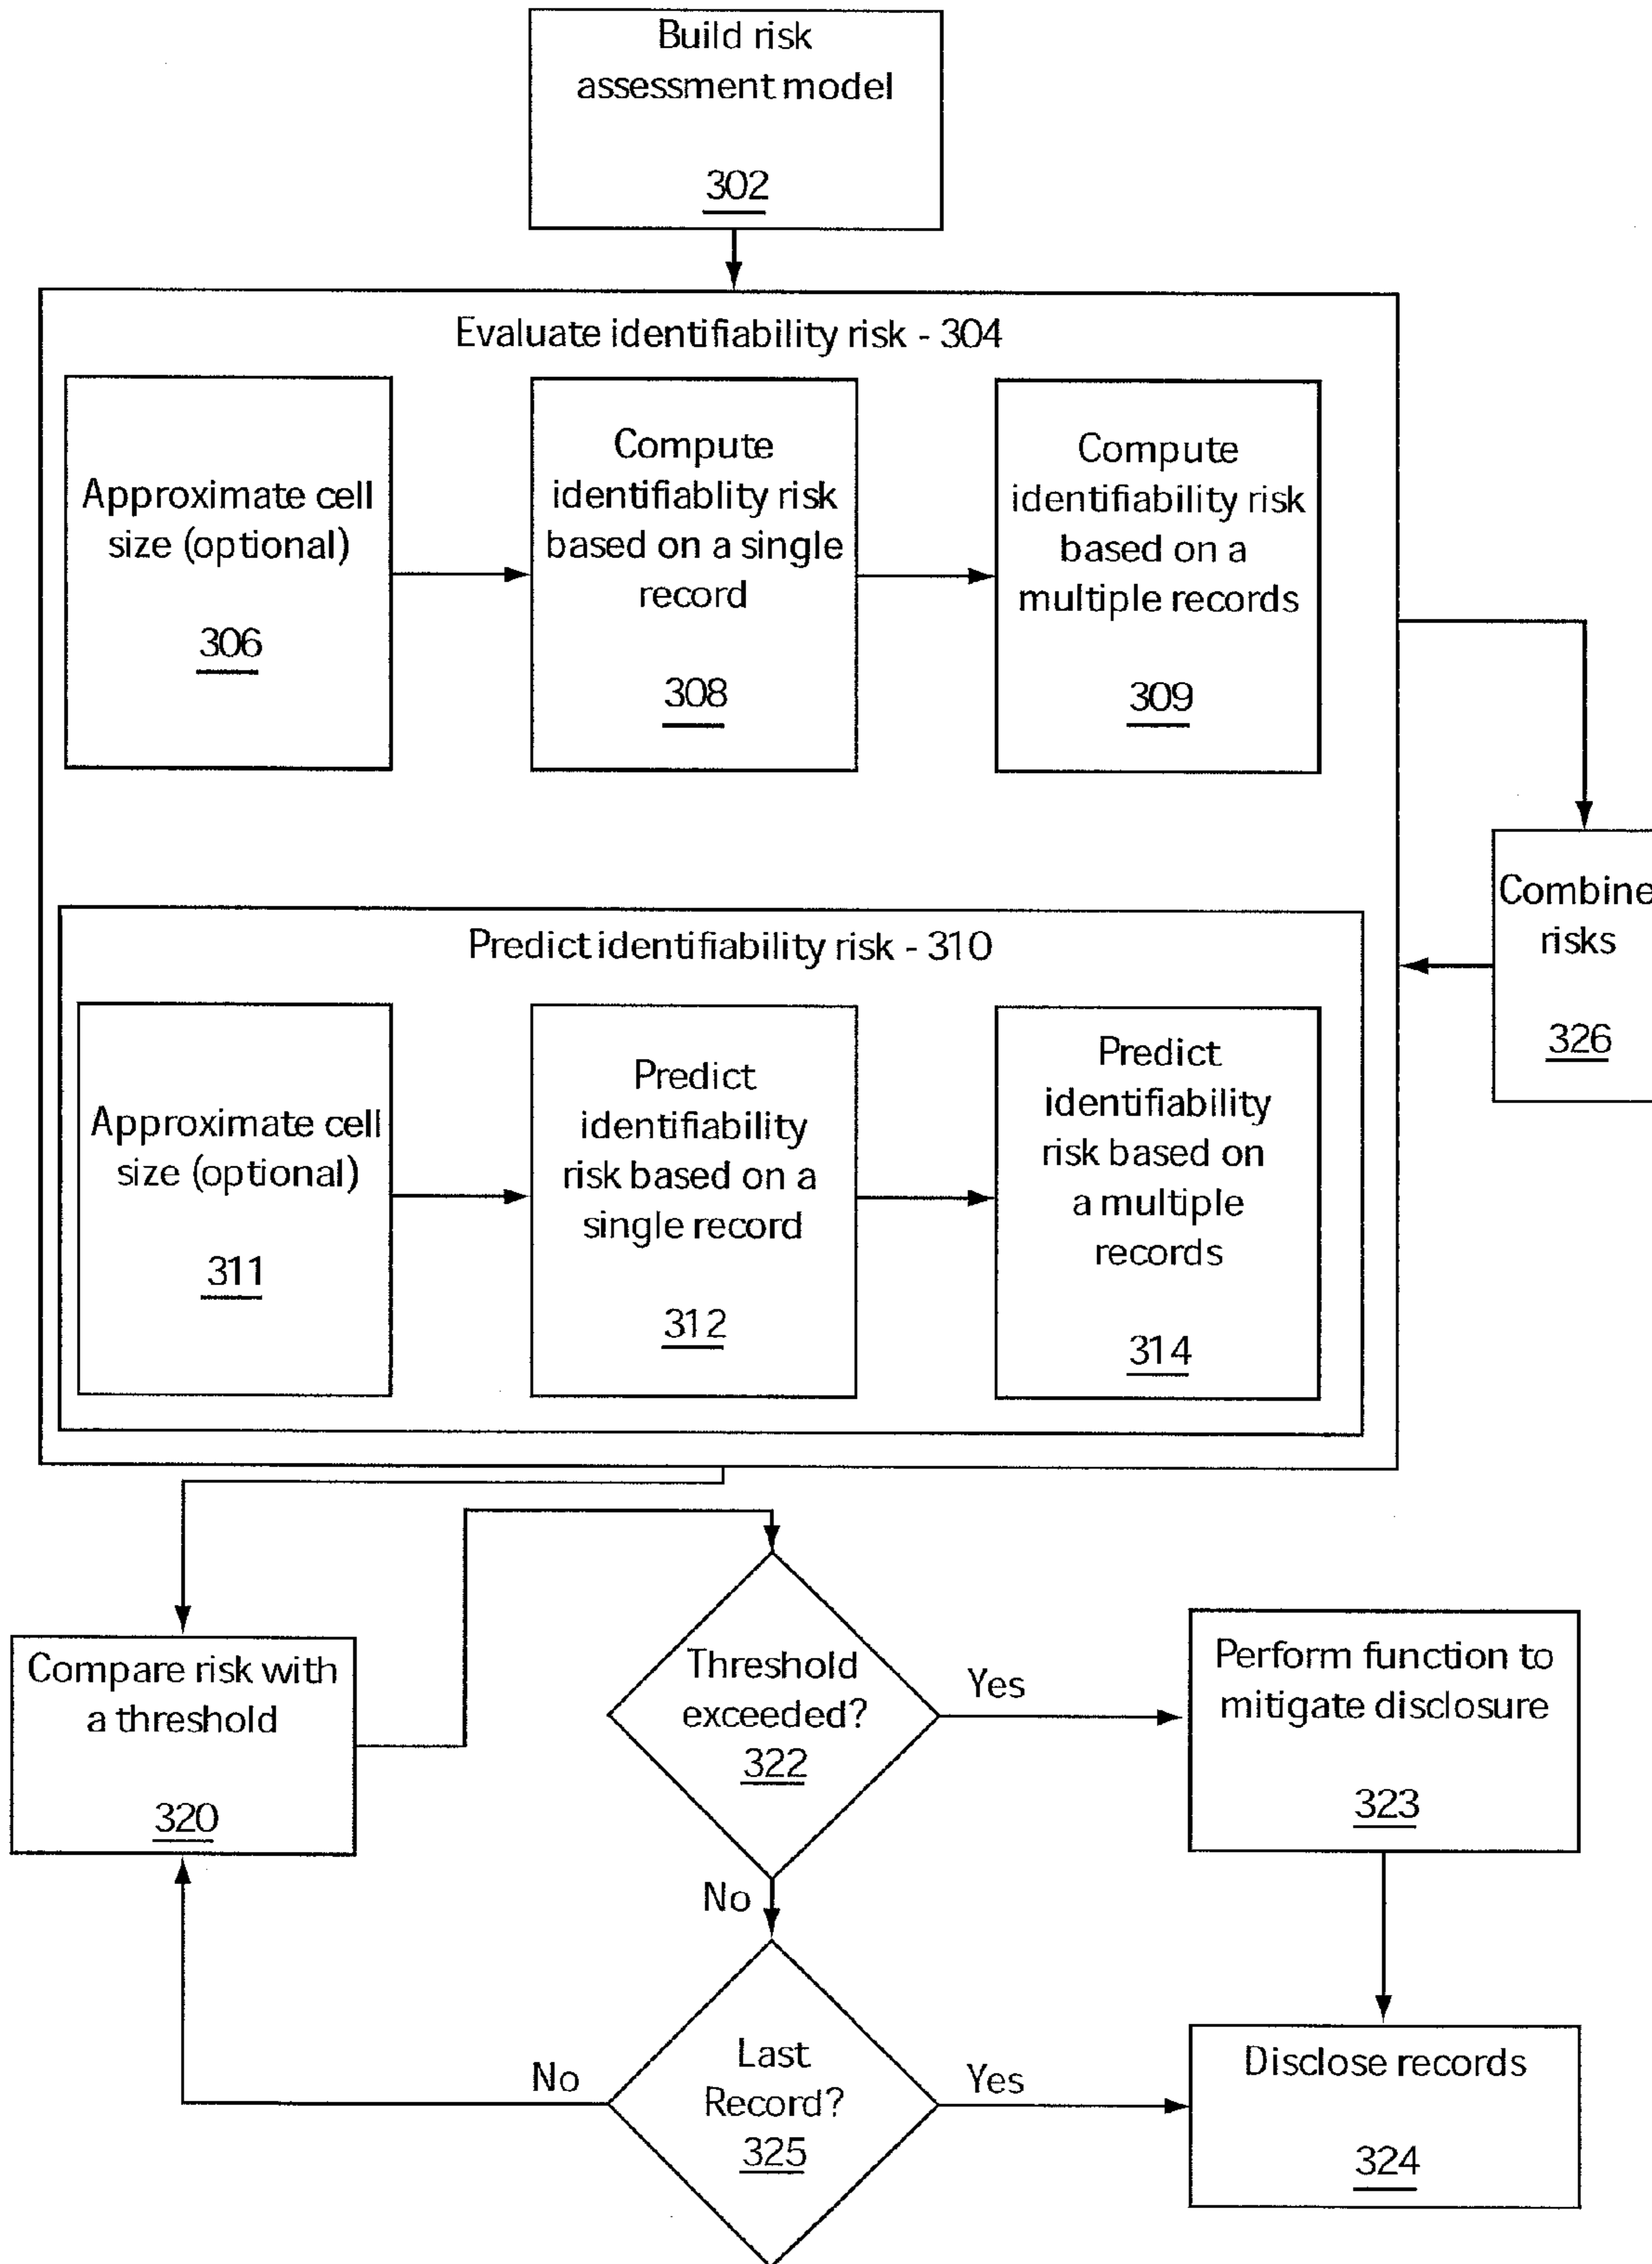 Build risk
assessment model
302
Evaluate identifiability risk - 304
Approximate cell
size (optional)
306
Compute
identifiablity risk
based on a single
record
308
Compute
identifiability risk
based on a
multiple records
309
Combine
risks
326
Predict identifiability risk - 310
Approximate cell
size (optional)
311
Predict
identifiability
risk based on a
single record
312
Predict
identifiability
risk based on
a multiple
records
314
Compare risk with
a threshold
320
Threshold
exceeded?
322
Yes
No
Perform function to
mitigate disclosure
323
Last
Record?
325
No
Yes
Disclose records
324